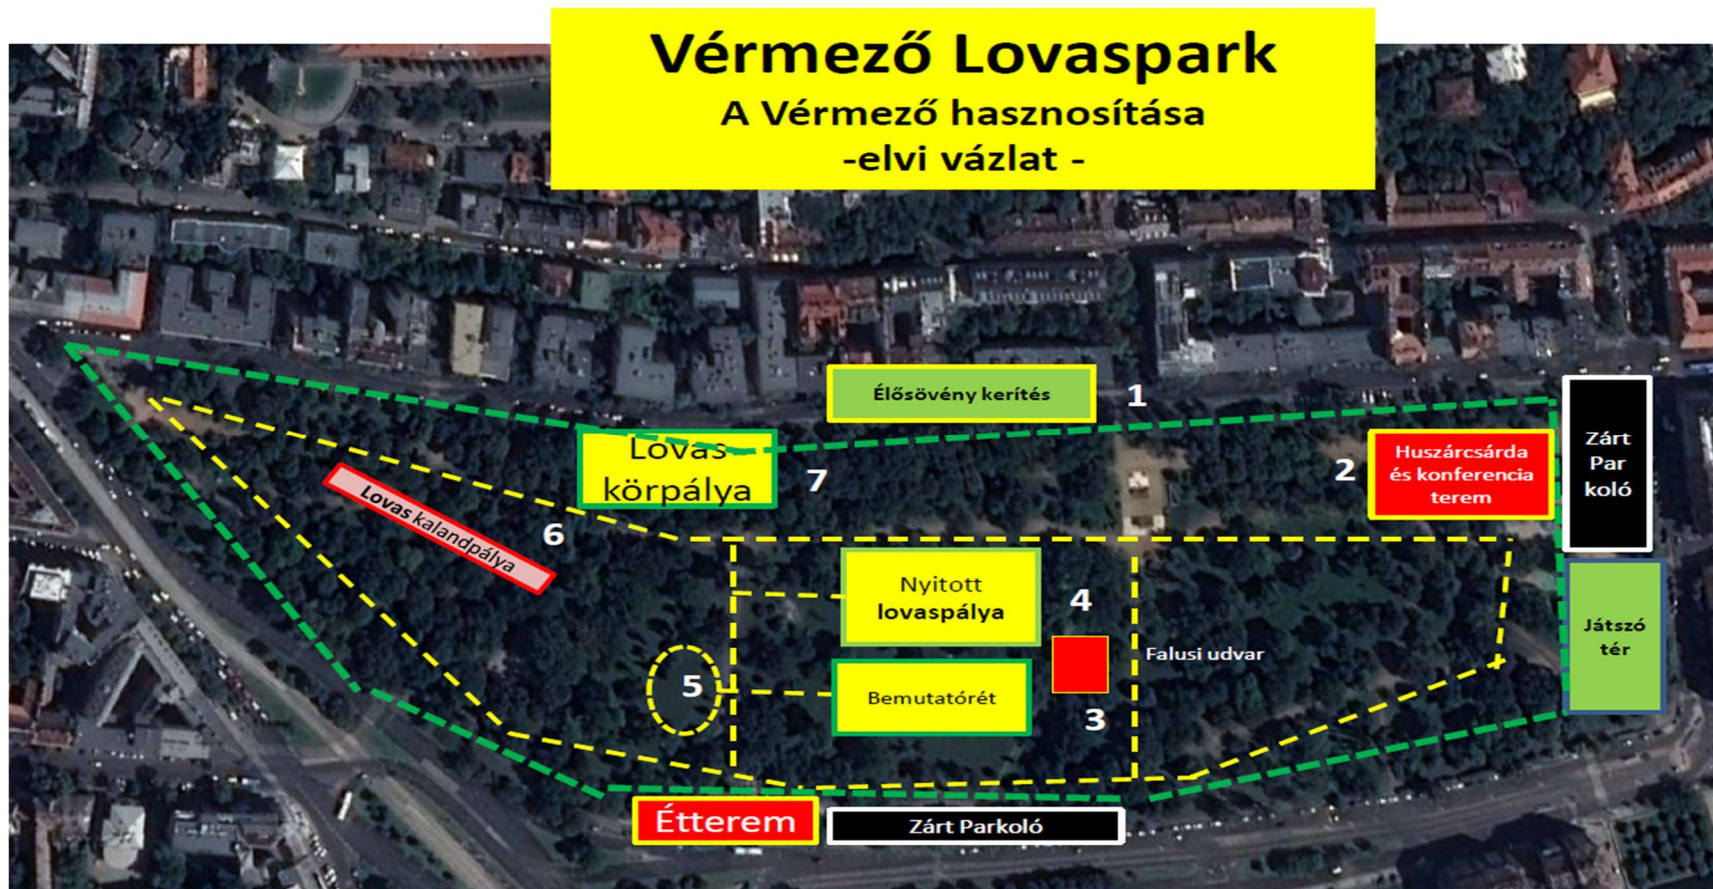 Vérmező Lovaspark
A Vérmező hasznosítása
-elvi vázlat -
Élősövény kerítés
1
Lovas
körpálya
7
2
Huszárcsárda
és konferencia
terem
Zárt
Par
koló
Lovas kalandpálya
6
Nyitott
lovaspálya
4
Játszó
tér
Falusi udvar
5
Bemutatórét
3
Étterem
Zárt Parkoló